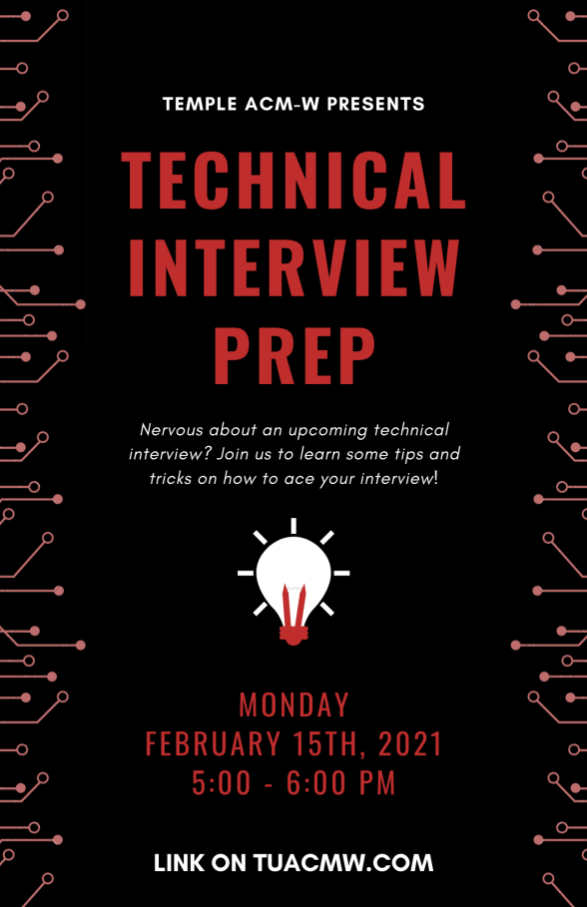 TEMPLE ACM-W PRESENTS
TECHNICAL
INTERVIEW
PREP
Nervous about an upcoming technical
interview? Join us to learn some tips and
tricks on how to ace your interview!
MONDAY
FEBRUARY 15TH, 2021
5:00 - 6:00 PM
LINK ON TUACMW.COM